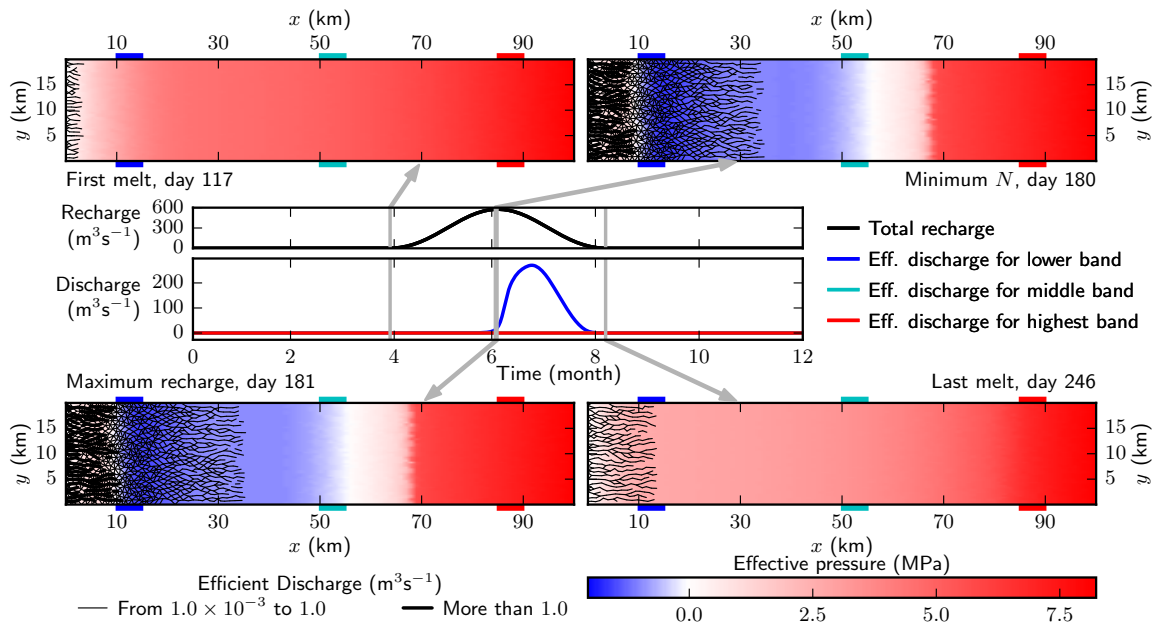 x (km)
x (km)
10 30 50 70 90
10 30 50 70 90
15
10
5
y (km)
15
10
5
y (km)
First melt, day 117
Minimum N, day 180
Recharge
(m³s⁻¹)
600
300
0
Discharge
(m³s⁻¹)
200
100
0
0 2 4 6 8 10 12
Time (month)
Total recharge
Eff. discharge for lower band
Eff. discharge for middle band
Eff. discharge for highest band
Maximum recharge, day 181
Last melt, day 246
15
10
5
y (km)
15
10
5
y (km)
10 30 50 70 90
10 30 50 70 90
x (km)
x (km)
Efficient Discharge (m³s⁻¹)
From 1.0 × 10⁻³ to 1.0
More than 1.0
Effective pressure (MPa)
0.0 2.5 5.0 7.5